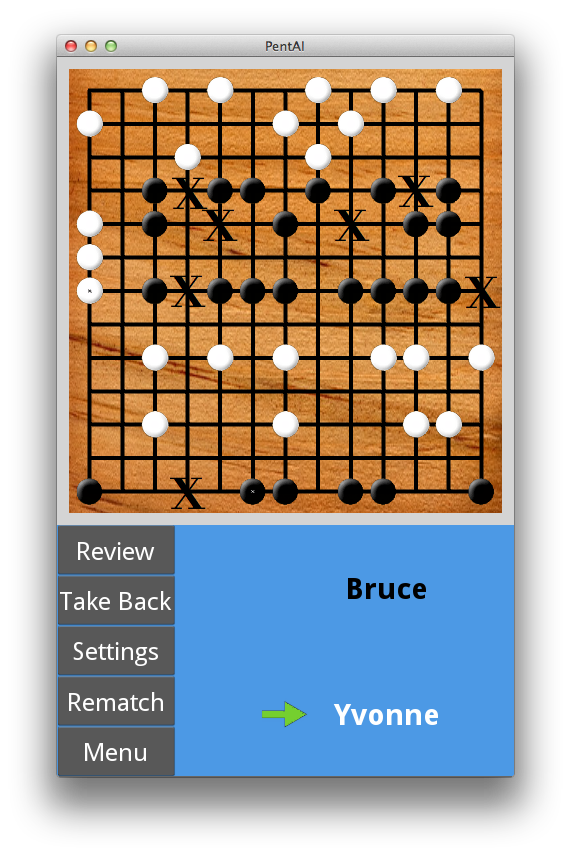 PentAI
X X
X X
X X
X
Review
Take Back
Settings
Rematch
Menu
Bruce
Yvonne